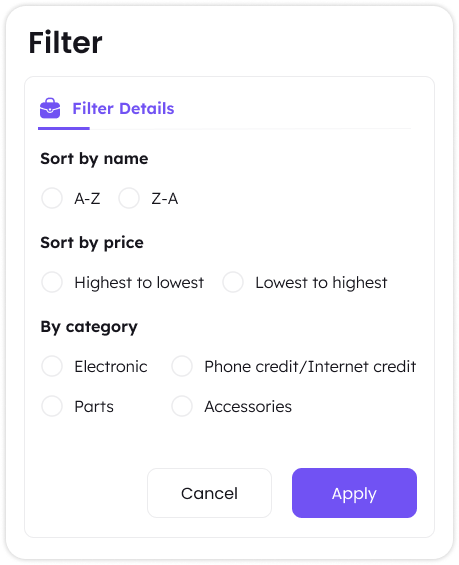 Filter
Filter Details
Sort by name
A-Z Z-A
Sort by price
Highest to lowest Lowest to highest
By category
Electronic Phone credit/Internet credit
Parts Accessories
Cancel Apply